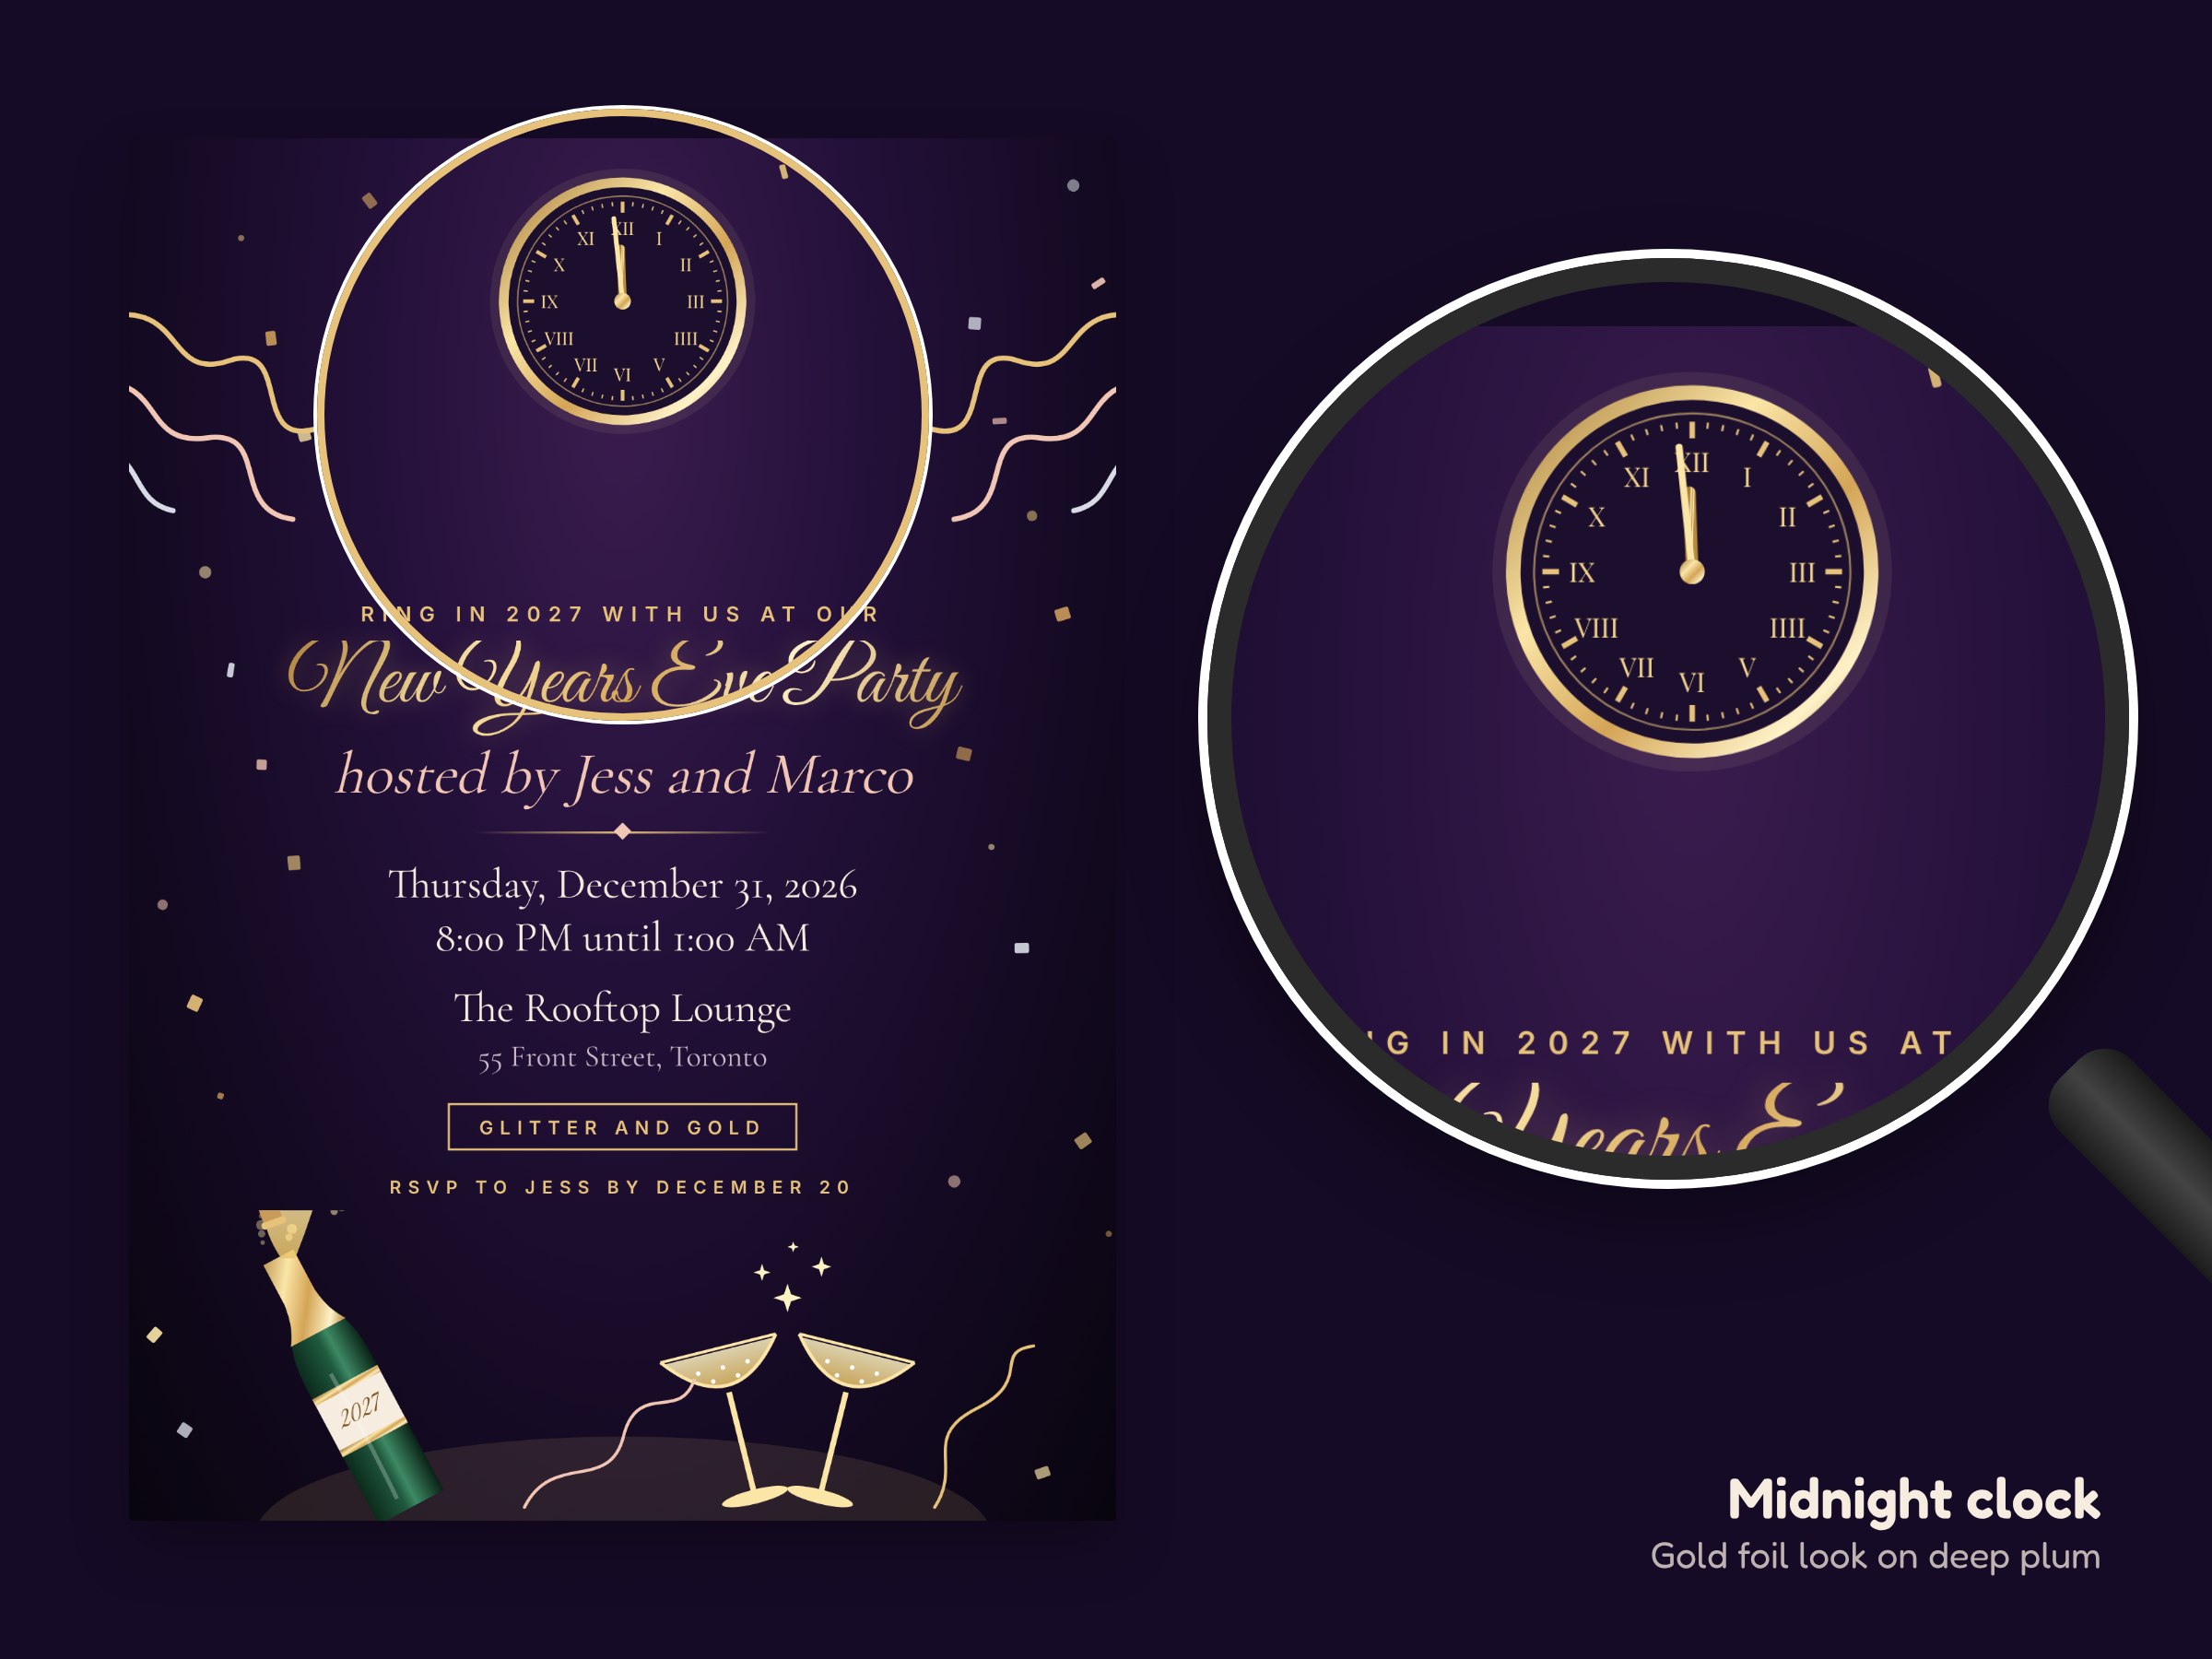 XII
I
II
III
IIII
V
VI
VII
VIII
IX
X
XI
RING IN 2027 WITH US AT OUR
New Years Eve Party
hosted by Jess and Marco
Thursday, December 31, 2026
8:00 PM until 1:00 AM
The Rooftop Lounge
55 Front Street, Toronto
GLITTER AND GOLD
RSVP TO JESS BY DECEMBER 20
2027
XII
I
II
III
IIII
V
VI
VII
VIII
IX
X
XI
NG IN 2027 WITH US AT
Years E
Midnight clock
Gold foil look on deep plum